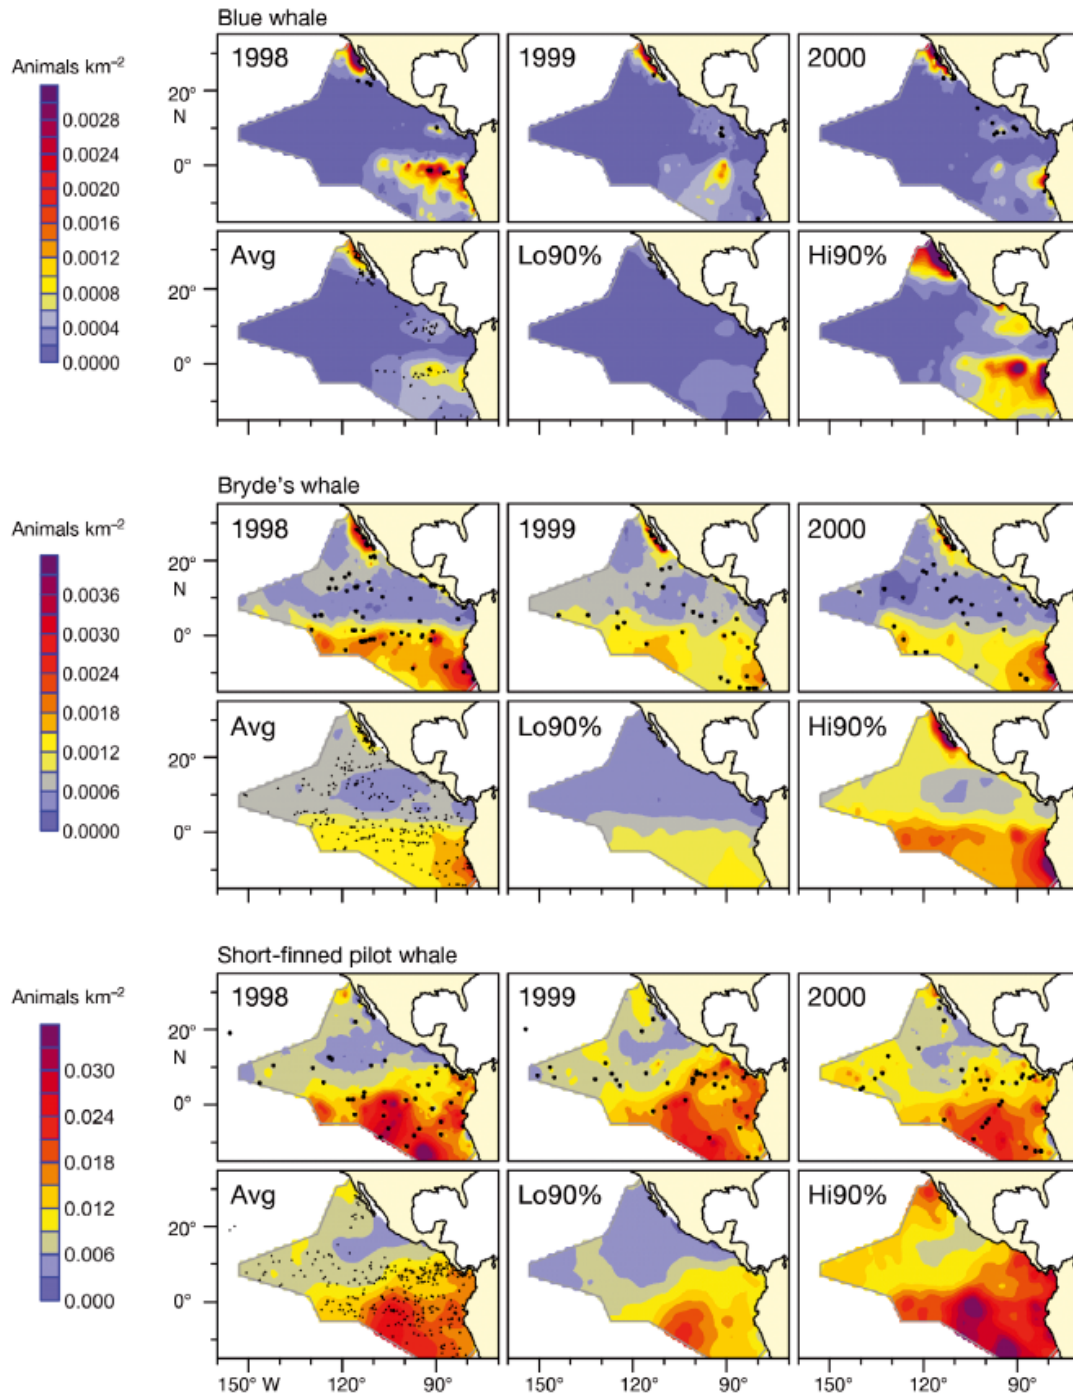 Blue whale
Animals km⁻²
1998
1999
2000
0.0028
0.0024
0.0020
0.0016
0.0012
0.0008
0.0004
0.0000
20°
N
0°
Avg
Lo90%
Hi90%
20°
0°
Bryde's whale
Animals km⁻²
1998
1999
2000
0.0036
0.0030
0.0024
0.0018
0.0012
0.0006
0.0000
20°
N
0°
Avg
Lo90%
Hi90%
20°
0°
Short-finned pilot whale
Animals km⁻²
1998
1999
2000
0.030
0.024
0.018
0.012
0.006
0.000
20°
N
0°
Avg
Lo90%
Hi90%
20°
0°
150° W 120° 90° 150° 120° 90° 150° 120° 90°